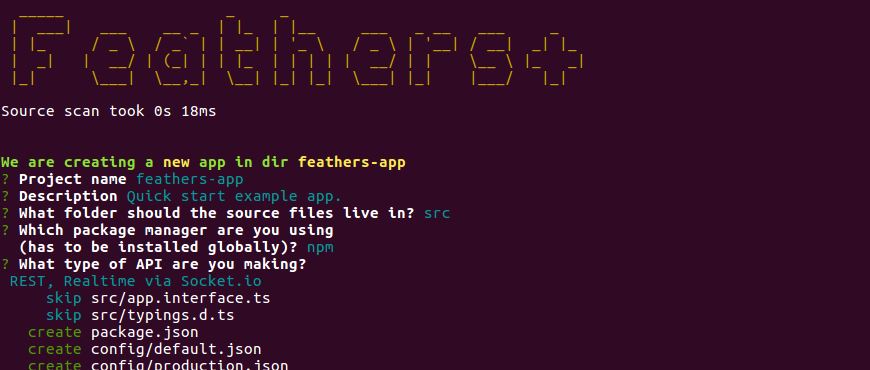 Feathers+
Source scan took 0s 18ms
We are creating a new app in dir feathers-app
? Project name feathers-app
? Description Quick start example app.
? What folder should the source files live in? src
? Which package manager are you using
(has to be installed globally)? npm
? What type of API are you making?
REST, Realtime via Socket.io
skip src/app.interface.ts
skip src/typings.d.ts
create package.json
create config/default.json
create config/production.json